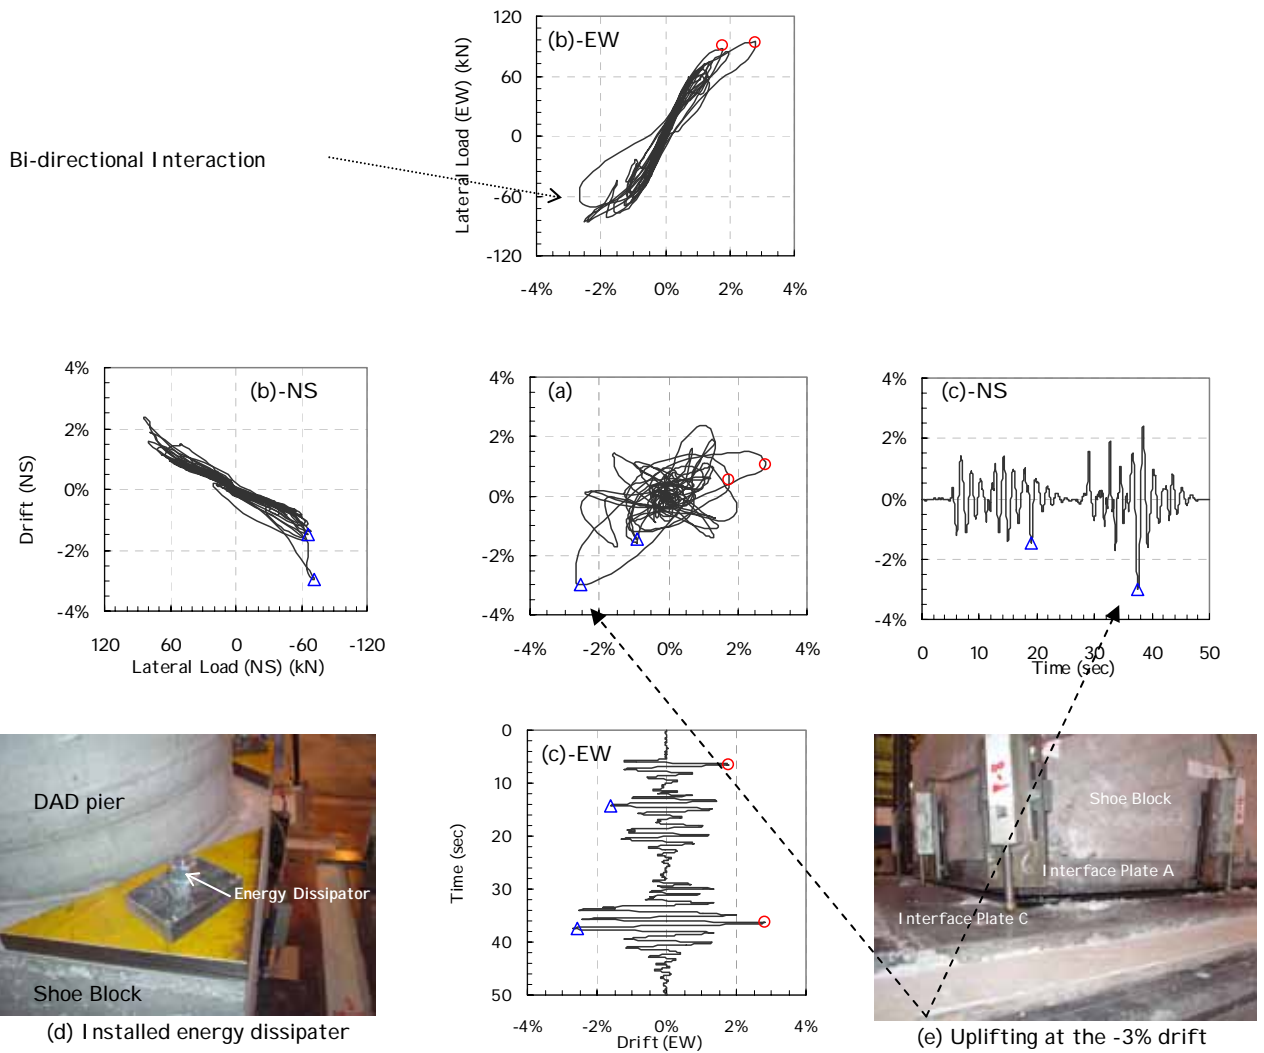 120
(b)-EW
60
0
-60
-120
Lateral Load (EW) (kN)
-4% -2% 0% 2% 4%
Bi-directional Interaction
4%
(b)-NS
2%
0%
-2%
-4%
Drift (NS)
120 60 0 -60 -120
Lateral Load (NS) (kN)
4%
(a)
2%
0%
-2%
-4%
-4% -2% 0% 2% 4%
4%
(c)-NS
2%
0%
-2%
-4%
0 10 20 30 40 50
Time (sec)
DAD pier
Energy Dissipator
Shoe Block
(d) Installed energy dissipater
0
(c)-EW
10
20
30
40
50
Time (sec)
-4% -2% 0% 2% 4%
Drift (EW)
Shoe Block
Interface Plate A
Interface Plate C
(e) Uplifting at the -3% drift